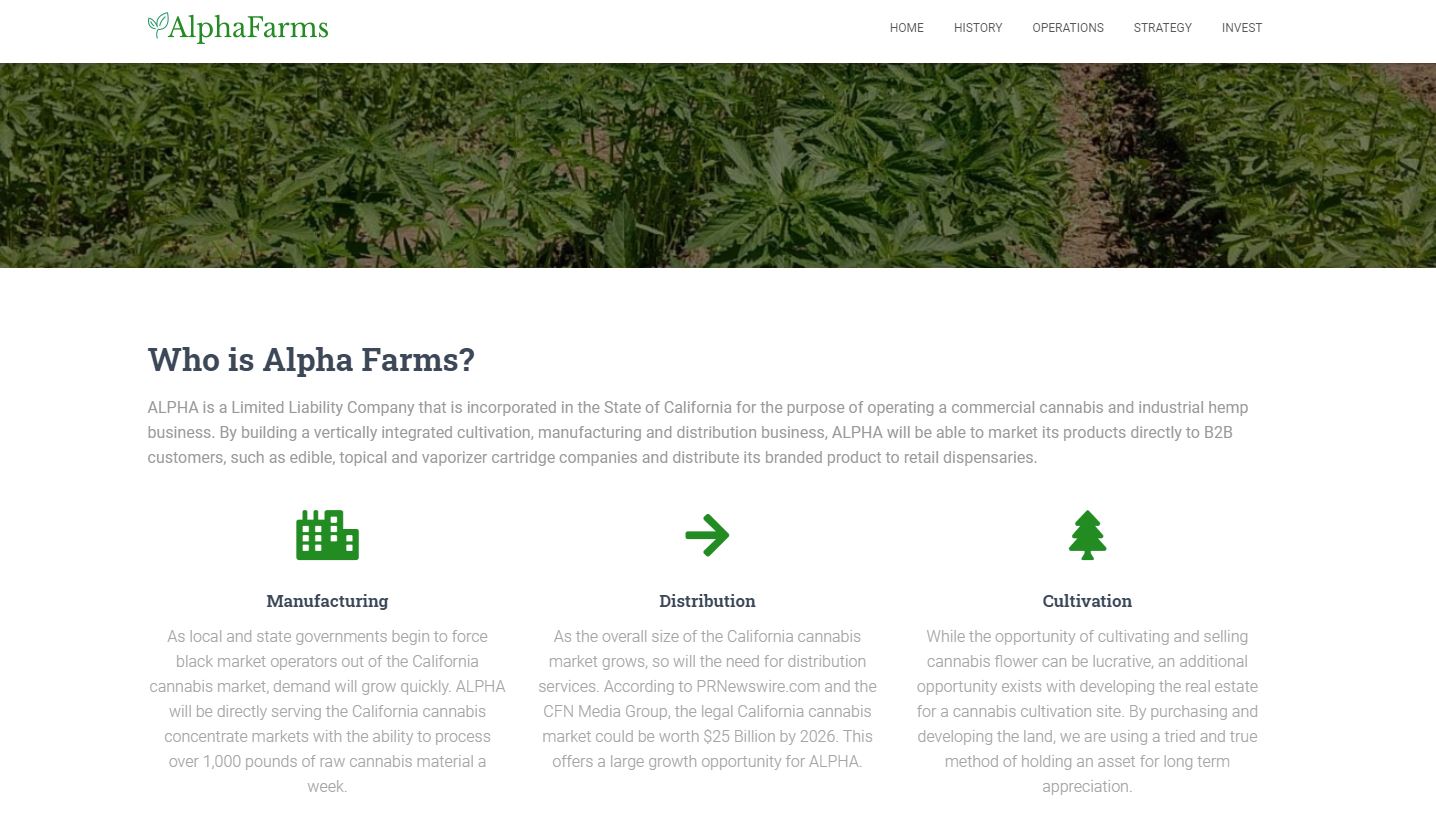 AlphaFarms
HOME HISTORY OPERATIONS STRATEGY INVEST
Who is Alpha Farms?
ALPHA is a Limited Liability Company that is incorporated in the State of California for the purpose of operating a commercial cannabis and industrial hemp
business. By building a vertically integrated cultivation, manufacturing and distribution business, ALPHA will be able to market its products directly to B2B
customers, such as edible, topical and vaporizer cartridge companies and distribute its branded product to retail dispensaries.
Manufacturing
As local and state governments begin to force
black market operators out of the California
cannabis market, demand will grow quickly. ALPHA
will be directly serving the California cannabis
concentrate markets with the ability to process
over 1,000 pounds of raw cannabis material a
week.
Distribution
As the overall size of the California cannabis
market grows, so will the need for distribution
services. According to PRNewswire.com and the
CFN Media Group, the legal California cannabis
market could be worth $25 Billion by 2026. This
offers a large growth opportunity for ALPHA.
Cultivation
While the opportunity of cultivating and selling
cannabis flower can be lucrative, an additional
opportunity exists with developing the real estate
for a cannabis cultivation site. By purchasing and
developing the land, we are using a tried and true
method of holding an asset for long term
appreciation.